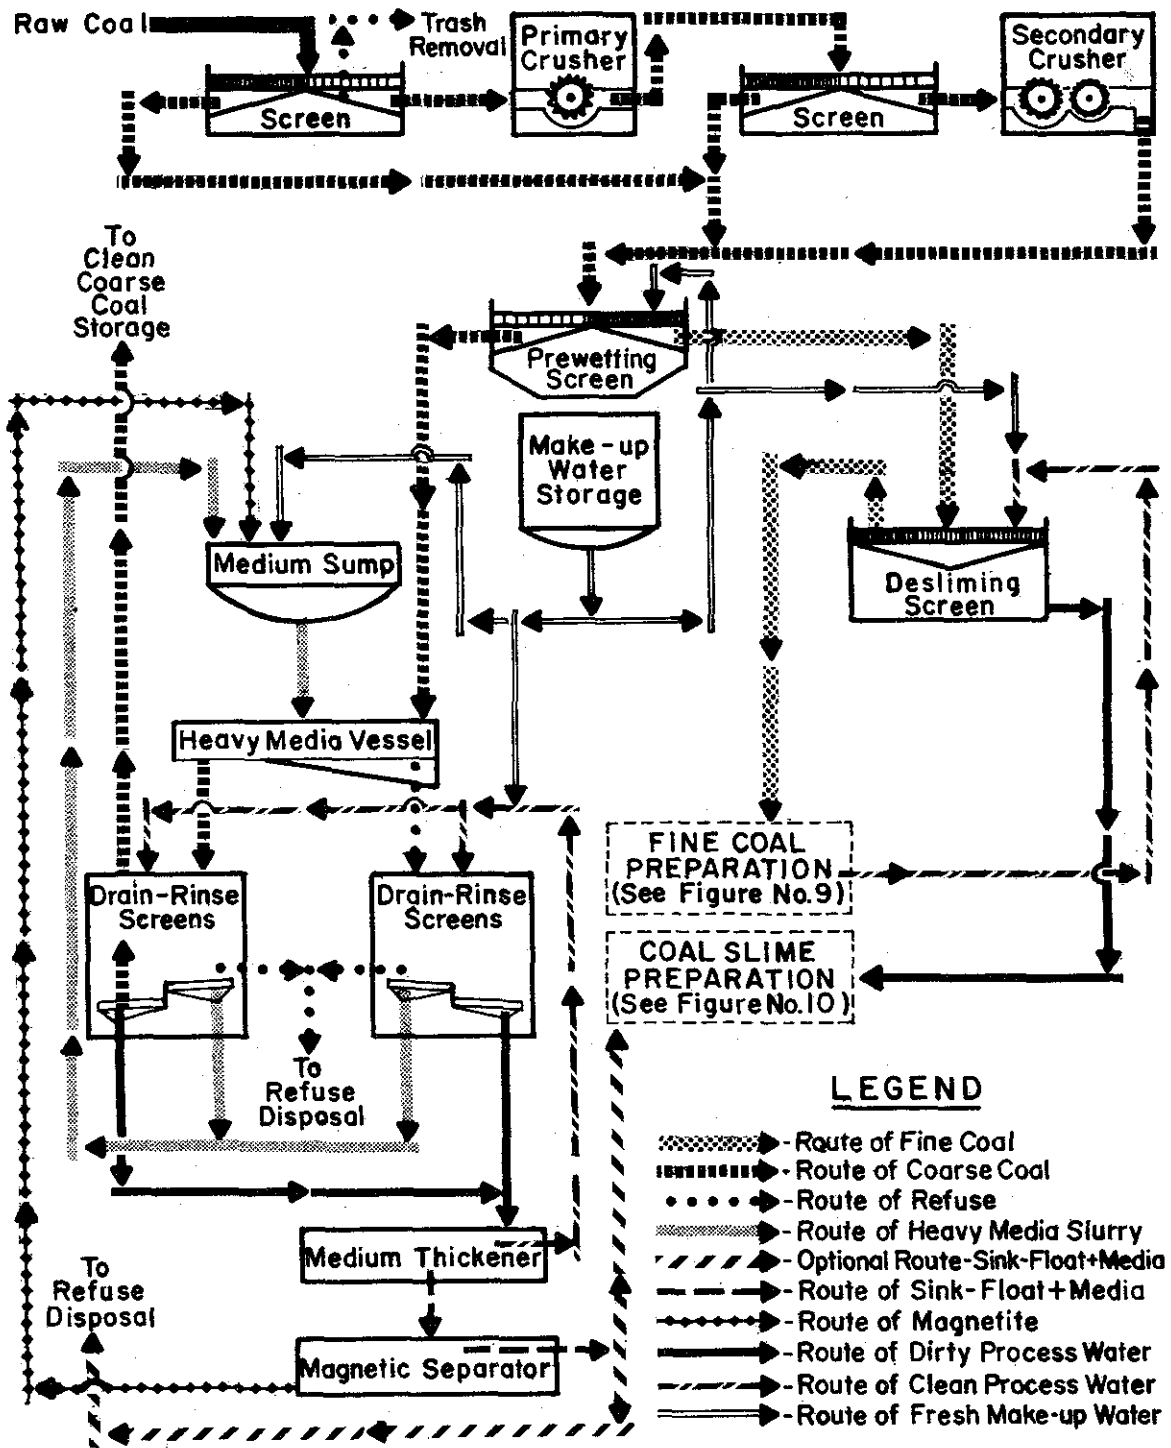 Raw Coal
Trash
Removal
Primary
Crusher
Secondary
Crusher
Screen
Screen
To
Clean
Coarse
Coal
Storage
Prewetting
Screen
Make-up
Water
Storage
Medium Sump
Desliming
Screen
Heavy Media Vessel
FINE COAL
PREPARATION
(See Figure No.9)
Drain-Rinse
Screens
Drain-Rinse
Screens
COAL SLIME
PREPARATION
(See Figure No.10)
To
Refuse
Disposal
LEGEND
-Route of Fine Coal
-Route of Coarse Coal
-Route of Refuse
-Route of Heavy Media Slurry
-Optional Route-Sink-Float+Media
-Route of Sink-Float+Media
-Route of Magnetite
-Route of Dirty Process Water
-Route of Clean Process Water
-Route of Fresh Make-up Water
Medium Thickener
To
Refuse
Disposal
Magnetic Separator